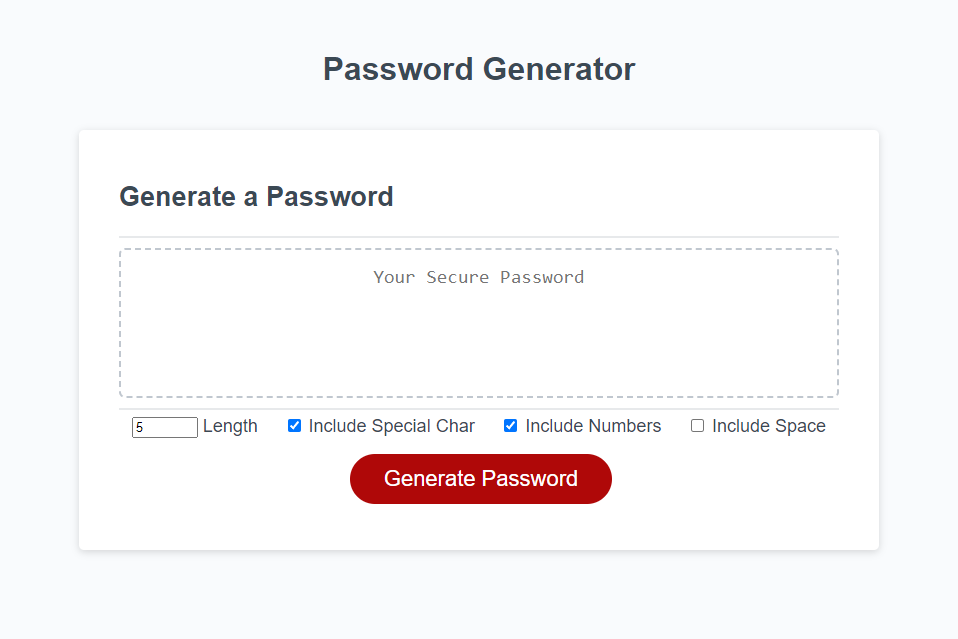 Password Generator
Generate a Password
Your Secure Password
5 Length Include Special Char Include Numbers Include Space
Generate Password